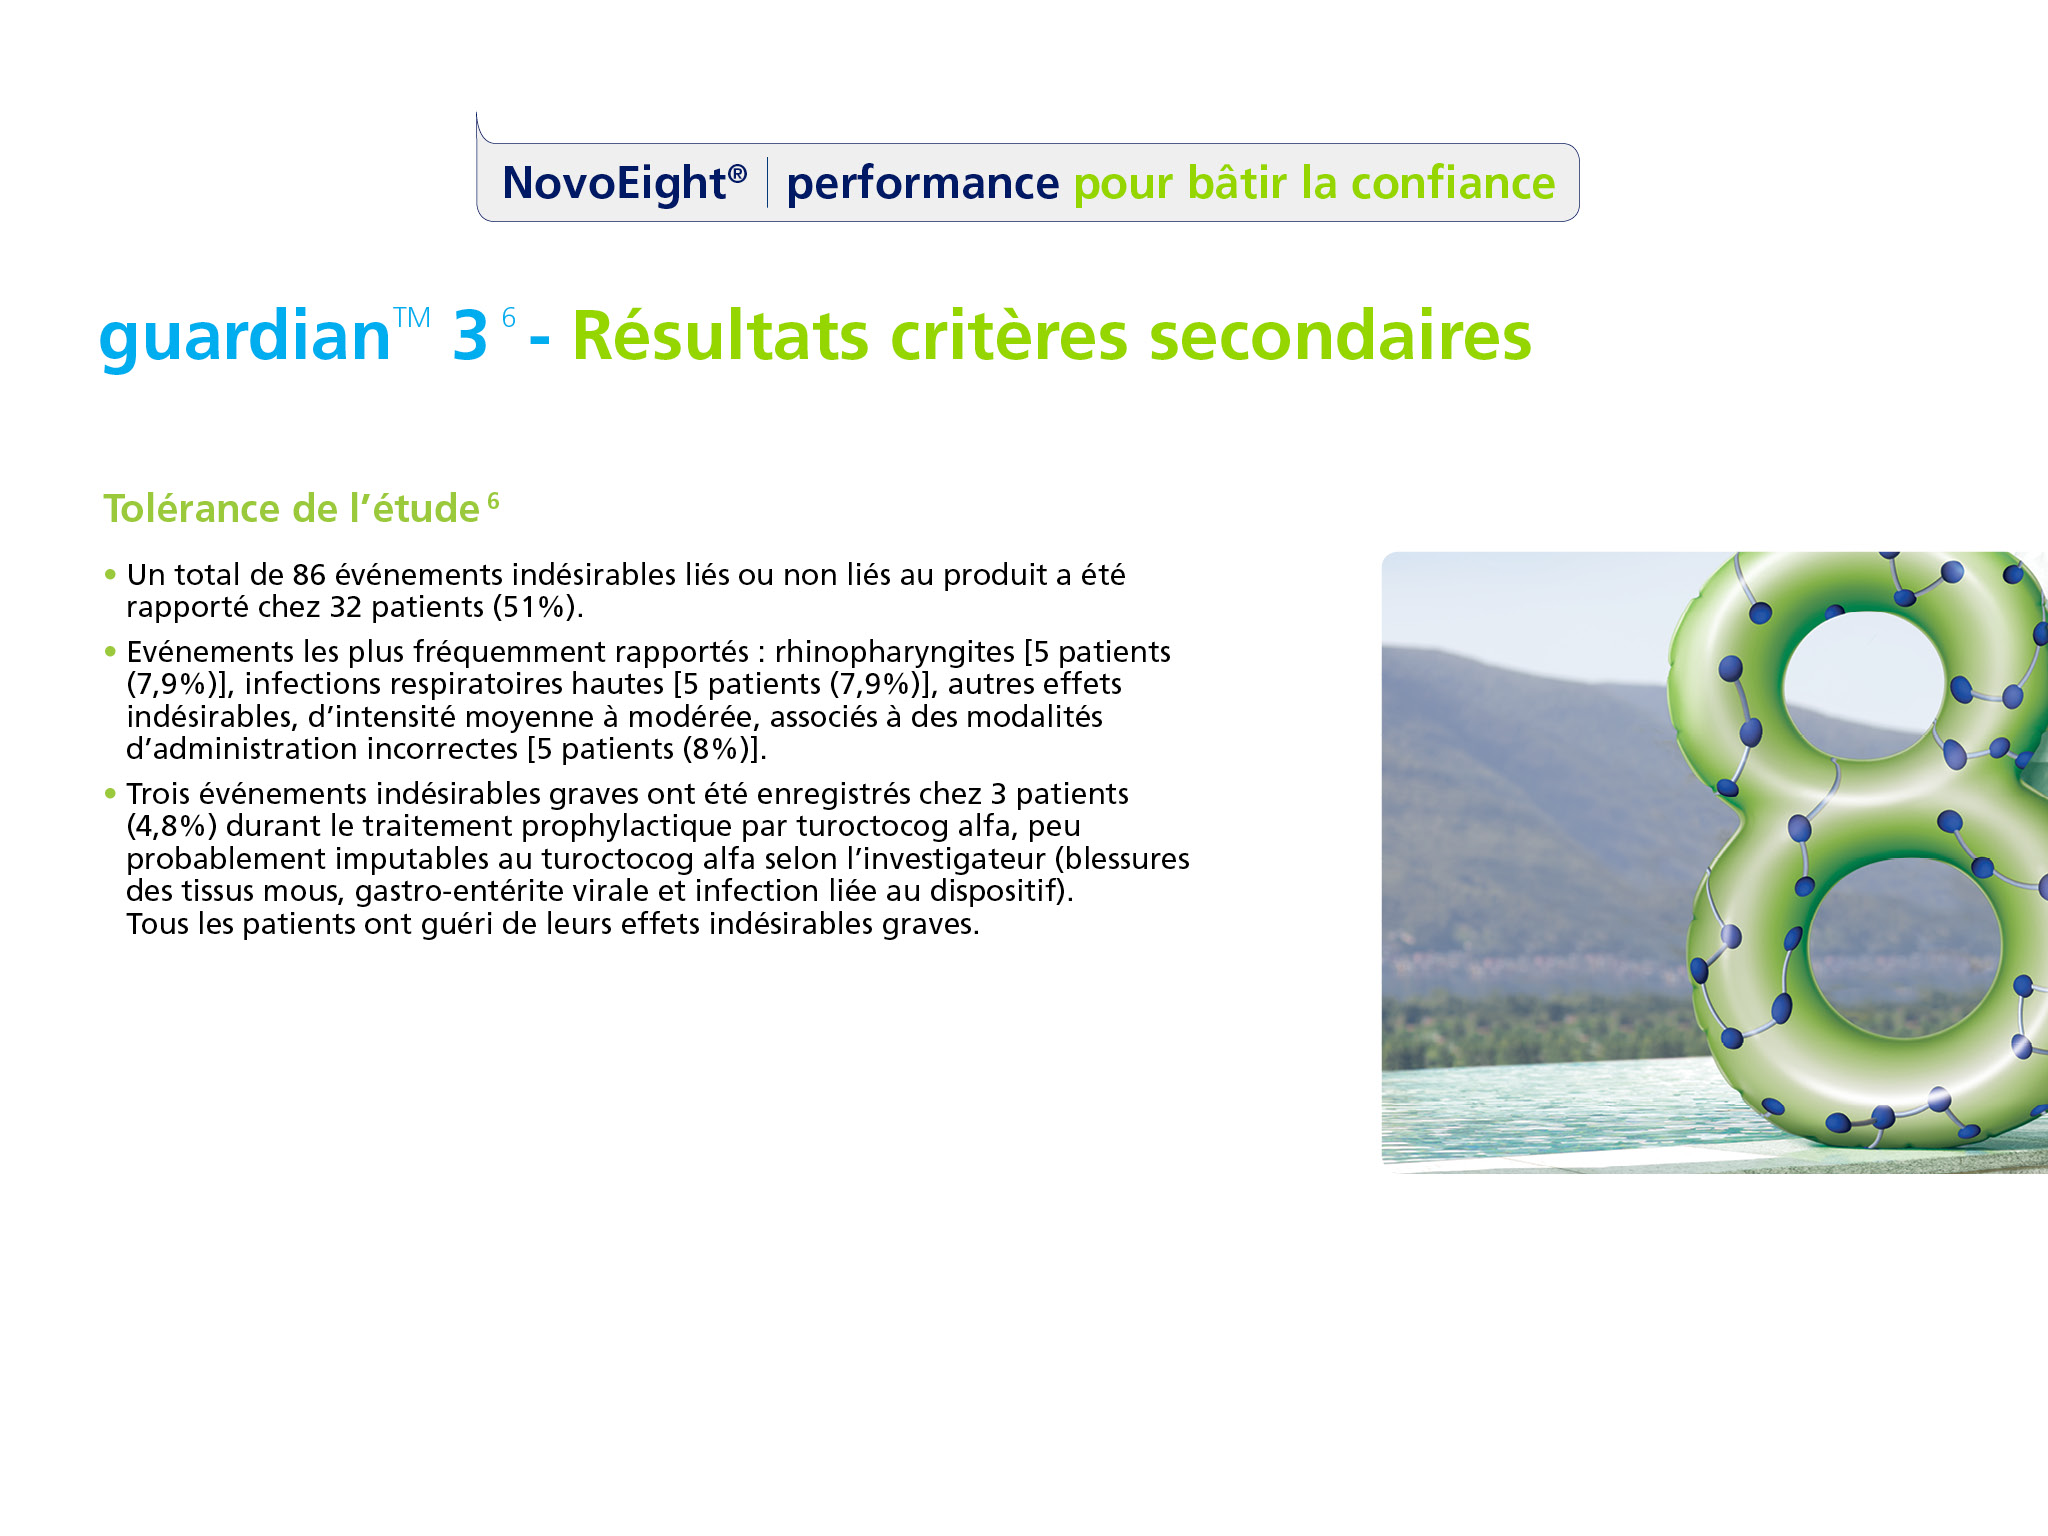 NovoEight® | performance pour bâtir la confiance
guardian™ 3 6 - Résultats critères secondaires
Tolérance de l’étude 6
• Un total de 86 événements indésirables liés ou non liés au produit a été
rapporté chez 32 patients (51%).
• Evénements les plus fréquemment rapportés : rhinopharyngites [5 patients
(7,9%)], infections respiratoires hautes [5 patients (7,9%)], autres effets
indésirables, d’intensité moyenne à modérée, associés à des modalités
d’administration incorrectes [5 patients (8%)].
• Trois événements indésirables graves ont été enregistrés chez 3 patients
(4,8%) durant le traitement prophylactique par turoctocog alfa, peu
probablement imputables au turoctocog alfa selon l’investigateur (blessures
des tissus mous, gastro-entérite virale et infection liée au dispositif).
Tous les patients ont guéri de leurs effets indésirables graves.